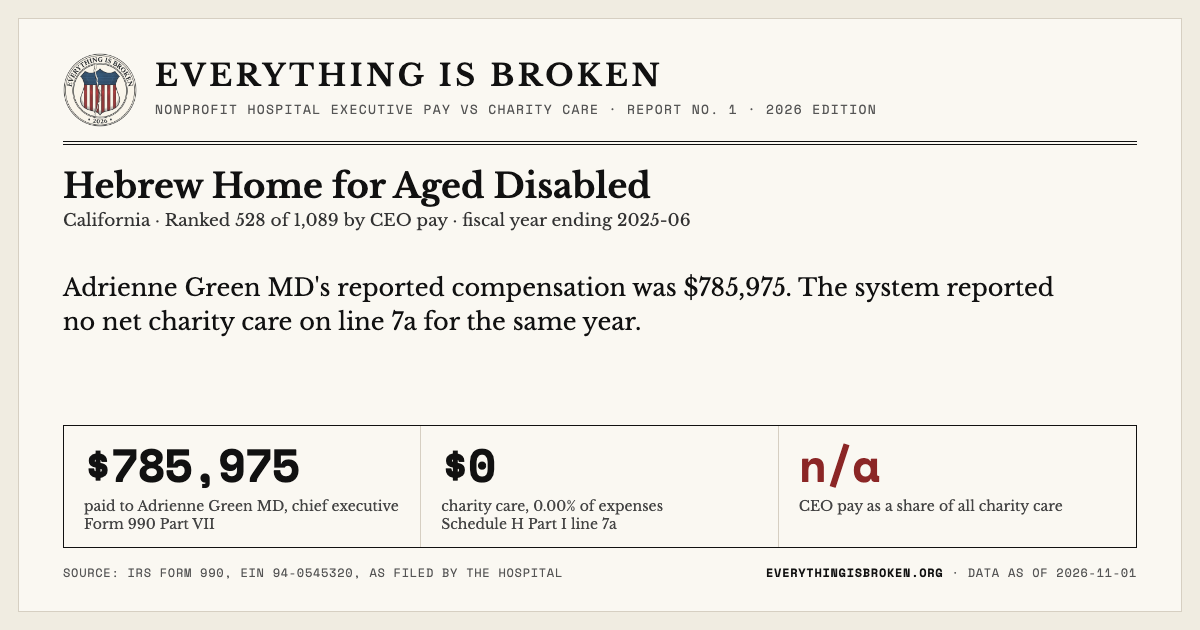 EVERYTHING IS BROKEN
2026
EVERYTHING IS BROKEN
NONPROFIT HOSPITAL EXECUTIVE PAY VS CHARITY CARE · REPORT NO. 1 · 2026 EDITION
Hebrew Home for Aged Disabled
California · Ranked 528 of 1,089 by CEO pay · fiscal year ending 2025-06
Adrienne Green MD's reported compensation was $785,975. The system reported
no net charity care on line 7a for the same year.
$785,975
paid to Adrienne Green MD, chief executive
Form 990 Part VII
$0
charity care, 0.00% of expenses
Schedule H Part I line 7a
n/a
CEO pay as a share of all charity care
SOURCE: IRS FORM 990, EIN 94-0545320, AS FILED BY THE HOSPITAL
EVERYTHINGISBROKEN.ORG · DATA AS OF 2026-11-01